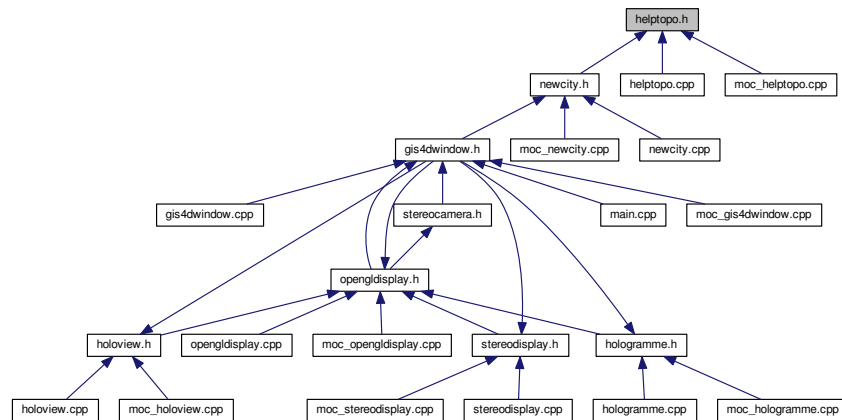 helptopo.h
newcity.h
helptopo.cpp
moc_helptopo.cpp
gis4dwindow.h
moc_newcity.cpp
newcity.cpp
gis4dwindow.cpp
stereocamera.h
main.cpp
moc_gis4dwindow.cpp
opengldisplay.h
holoview.h
opengldisplay.cpp
moc_opengldisplay.cpp
stereodisplay.h
hologramme.h
holoview.cpp
moc_holoview.cpp
moc_stereodisplay.cpp
stereodisplay.cpp
hologramme.cpp
moc_hologramme.cpp